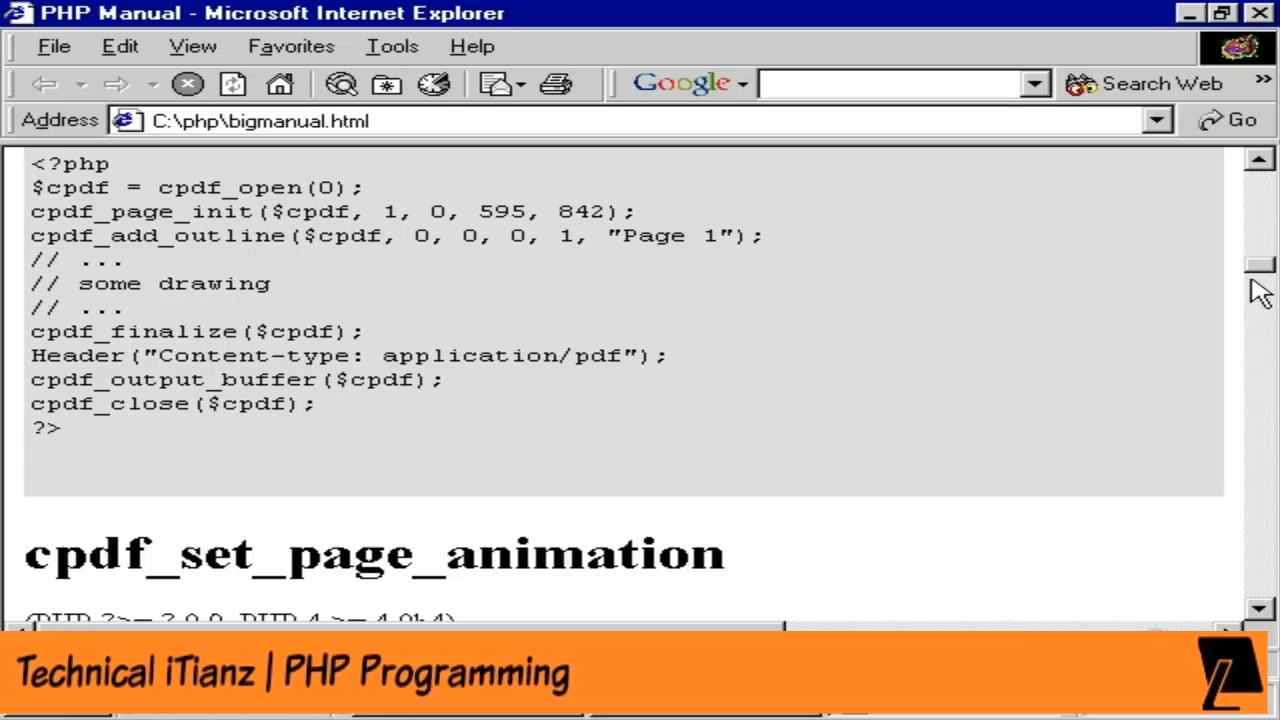 PHP Manual - Microsoft Internet Explorer
File Edit View Favorites Tools Help
Google Search Web »
Address C:\php\bigmanual.html Go
<?php
$cpdf = cpdf_open(0);
cpdf_page_init($cpdf, 1, 0, 595, 842);
cpdf_add_outline($cpdf, 0, 0, 0, 1, "Page 1");
// ...
// some drawing
// ...
cpdf_finalize($cpdf);
Header("Content-type: application/pdf");
cpdf_output_buffer($cpdf);
cpdf_close($cpdf);
?>
cpdf_set_page_animation
Technical iTianz | PHP Programming